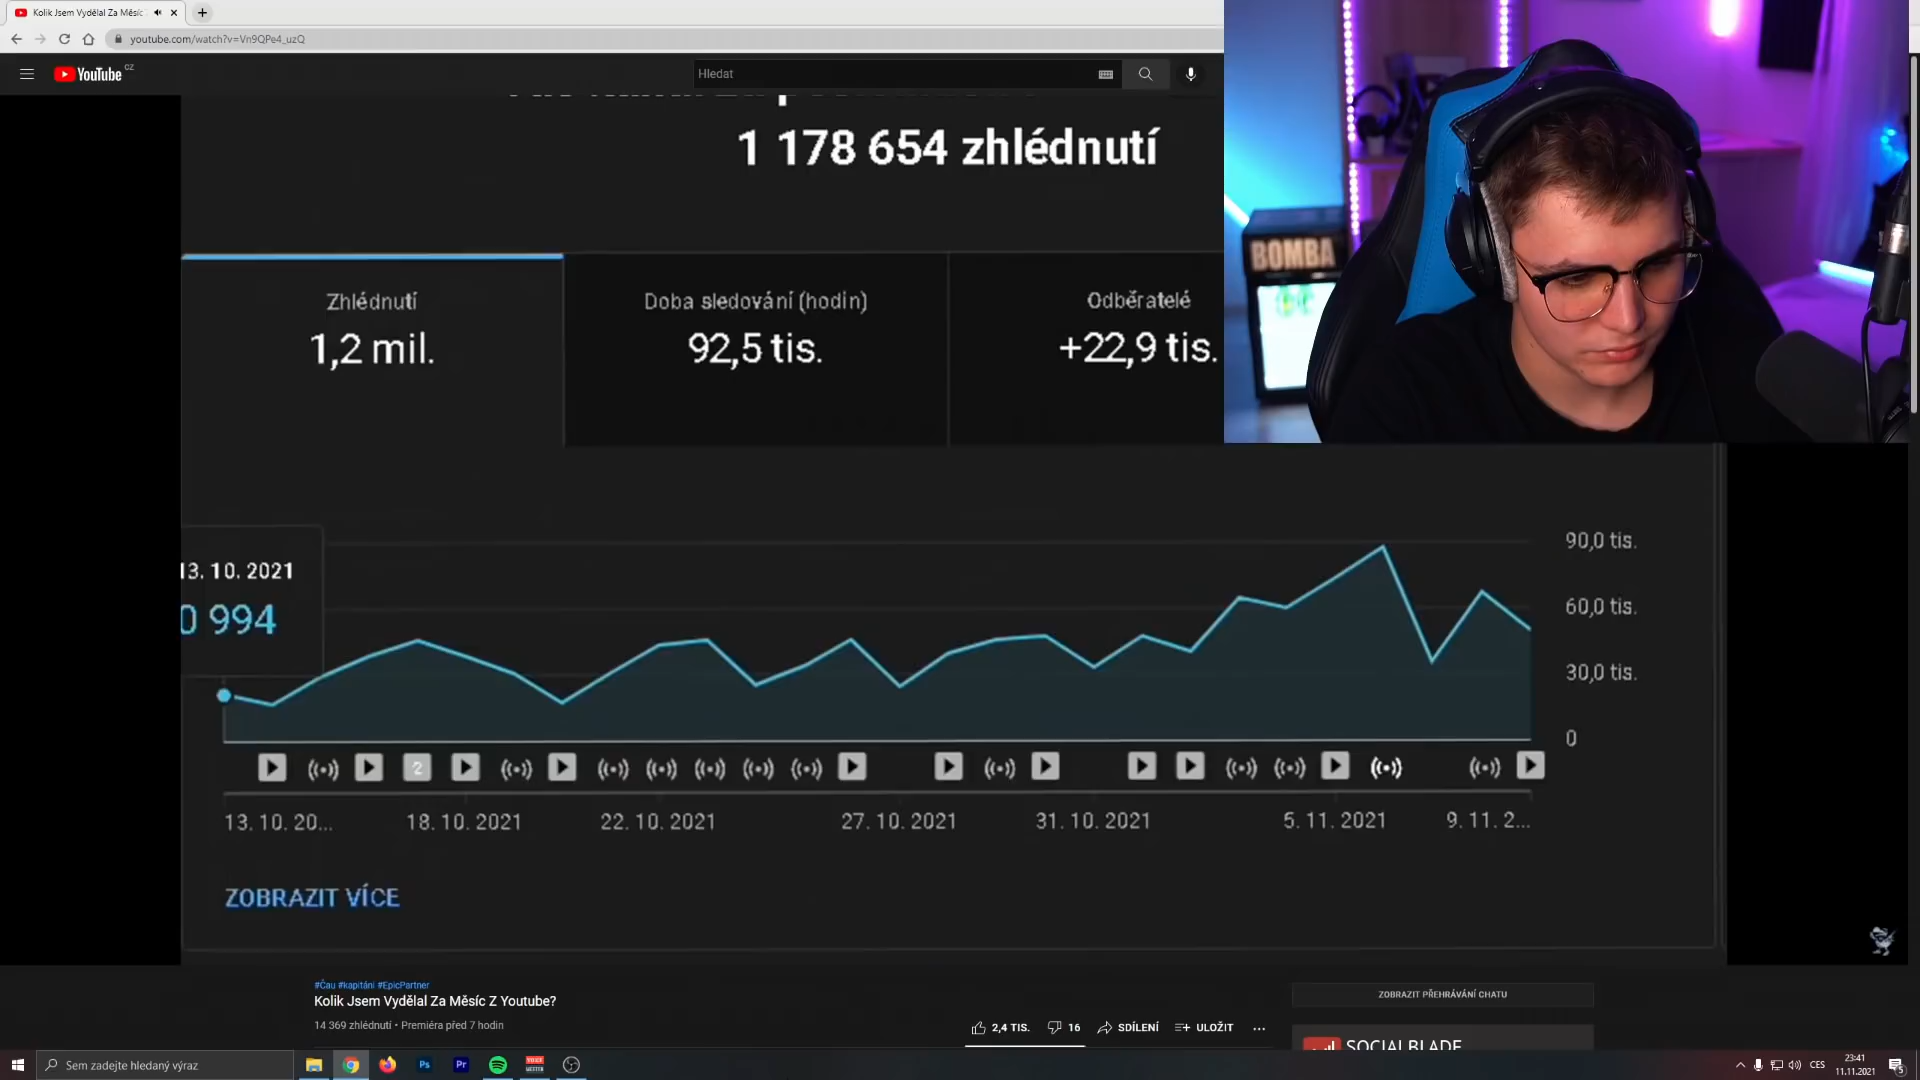 Kolik Jsem Vydělal Za Měsíc
youtube.com/watch?v=Vn9QPe4_uzQ
YouTube CZ
Hledat
1 178 654 zhlédnutí
BOMBA
Zhlédnutí
1,2 mil.
Doba sledování (hodin)
92,5 tis.
Odběratelé
+22,9 tis.
13. 10. 2021
0 994
90,0 tis.
60,0 tis.
30,0 tis.
0
2
13. 10. 20...
18. 10. 2021
22. 10. 2021
27. 10. 2021
31. 10. 2021
5. 11. 2021
9. 11. 2...
ZOBRAZIT VÍCE
#Čau #kapitáni #EpicPartner
Kolik Jsem Vydělal Za Měsíc Z Youtube?
14 369 zhlédnutí • Premiéra před 7 hodin
2,4 TIS.
16
SDÍLENÍ
ULOŽIT
ZOBRAZIT PŘEHRÁVÁNÍ CHATU
SOCIALBLADE
Sem zadejte hledaný výraz
Ps
Pr
CES
23:41
11.11.2021
5